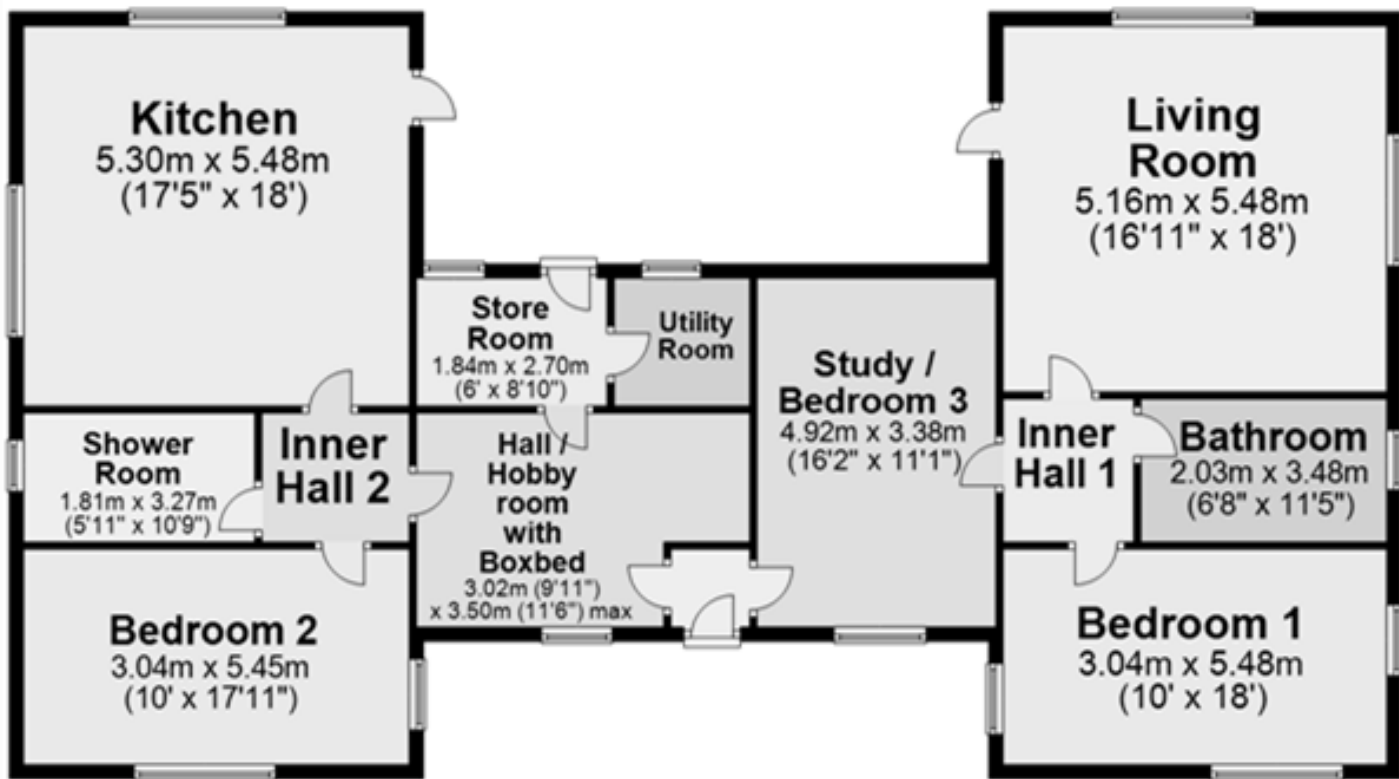 Kitchen
5.30m x 5.48m
(17'5" x 18')
Living
Room
5.16m x 5.48m
(16'11" x 18')
Store
Room
1.84m x 2.70m
(6' x 8'10")
Utility
Room
Study /
Bedroom 3
4.92m x 3.38m
(16'2" x 11'1")
Shower
Room
1.81m x 3.27m
(5'11" x 10'9")
Inner
Hall 2
Hall /
Hobby
room
with
Boxbed
3.02m (9'11")
x 3.50m (11'6") max
Inner
Hall 1
Bathroom
2.03m x 3.48m
(6'8" x 11'5")
Bedroom 2
3.04m x 5.45m
(10' x 17'11")
Bedroom 1
3.04m x 5.48m
(10' x 18')